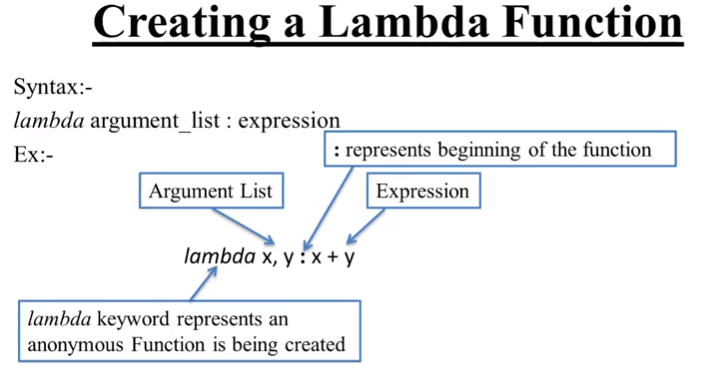 Creating a Lambda Function
Syntax:-
lambda argument_list : expression
Ex:-
: represents beginning of the function
Argument List
Expression
lambda x, y : x + y
lambda keyword represents an
anonymous Function is being created